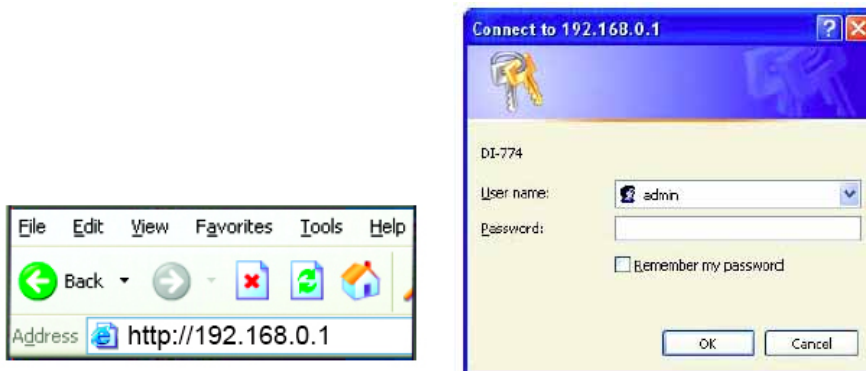 File Edit View Favorites Tools Help
Back
Address http://192.168.0.1
Connect to 192.168.0.1
DI-774
User name: admin
Password:
Remember my password
OK Cancel